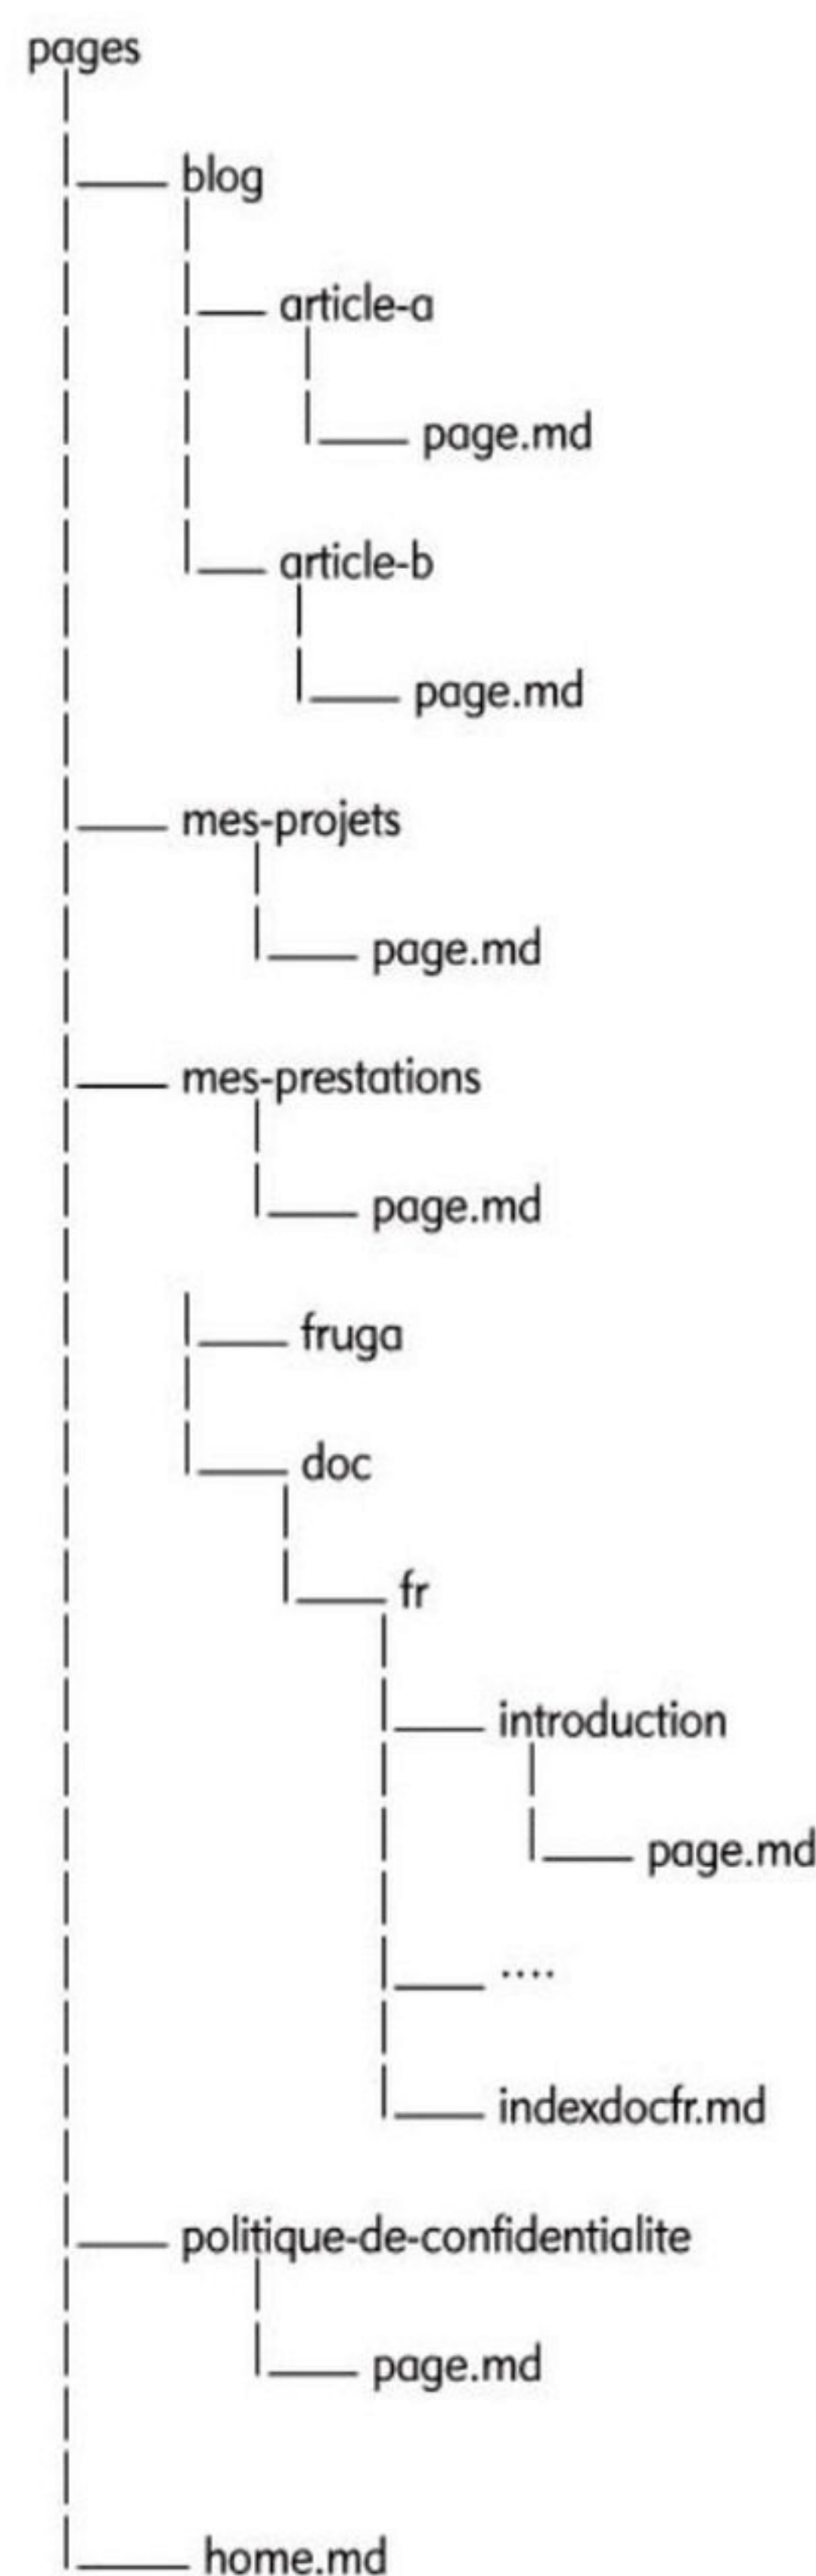 pages
blog
article-a
page.md
article-b
page.md
mes-projets
page.md
mes-prestations
page.md
fruga
doc
fr
introduction
page.md
....
indexdocfr.md
politique-de-confidentialite
page.md
home.md